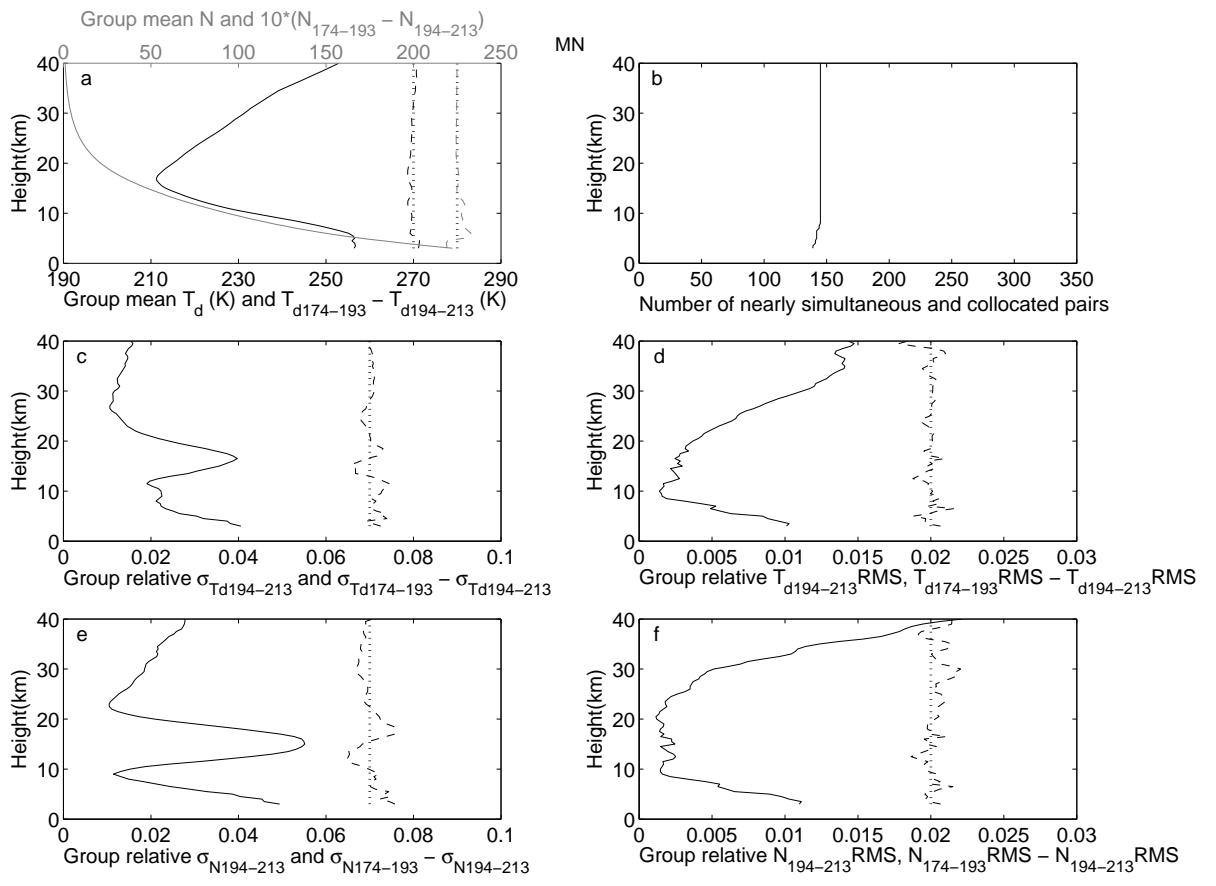 Group mean N and 10*(N174−193 − N194−213)
0 50 100 150 200 250
MN
a
40
30
20
10
0
Height(km)
190 210 230 250 270 290
Group mean Td (K) and Td174−193 − Td194−213 (K)
b
40
30
20
10
0
Height(km)
0 50 100 150 200 250 300 350
Number of nearly simultaneous and collocated pairs
c
40
30
20
10
0
Height(km)
0 0.02 0.04 0.06 0.08 0.1
Group relative σTd194−213 and σTd174−193 − σTd194−213
d
40
30
20
10
0
Height(km)
0 0.005 0.01 0.015 0.02 0.025 0.03
Group relative Td194−213RMS, Td174−193RMS − Td194−213RMS
e
40
30
20
10
0
Height(km)
0 0.02 0.04 0.06 0.08 0.1
Group relative σN194−213 and σN174−193 − σN194−213
f
40
30
20
10
0
Height(km)
0 0.005 0.01 0.015 0.02 0.025 0.03
Group relative N194−213RMS, N174−193RMS − N194−213RMS